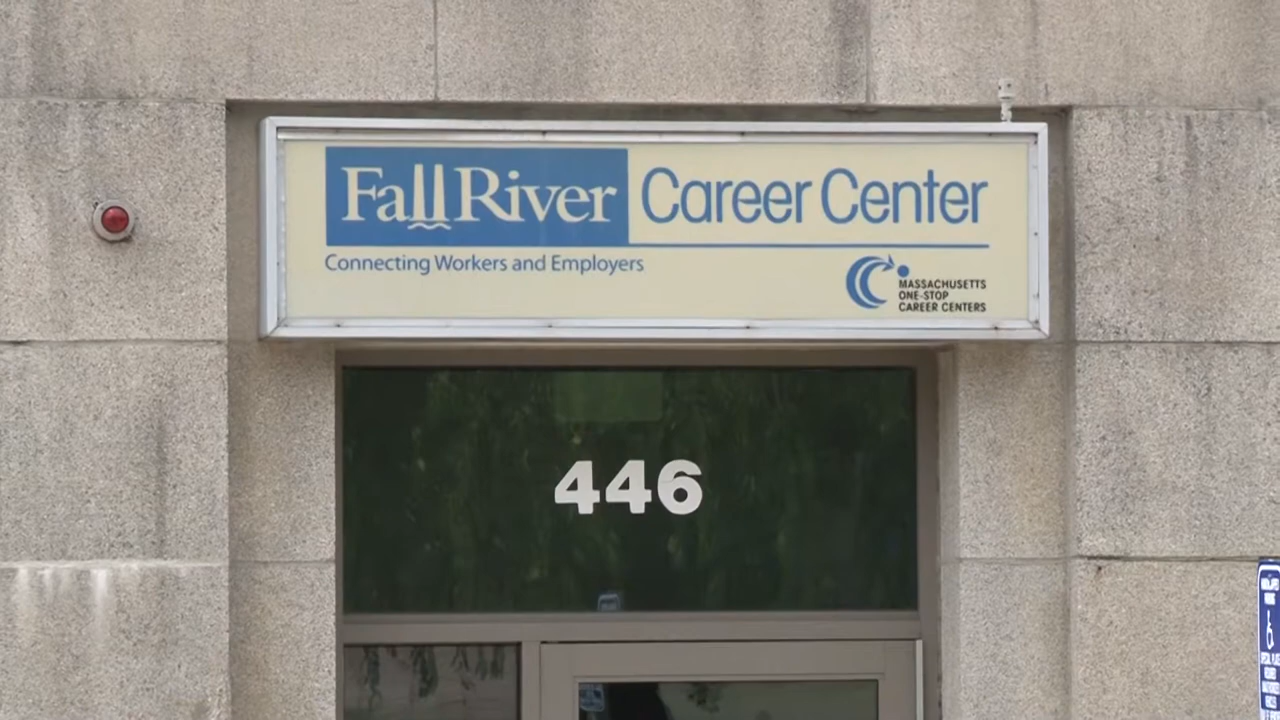 Fall River Career Center
Connecting Workers and Employers
MASSACHUSETTS
ONE-STOP
CAREER CENTERS
446